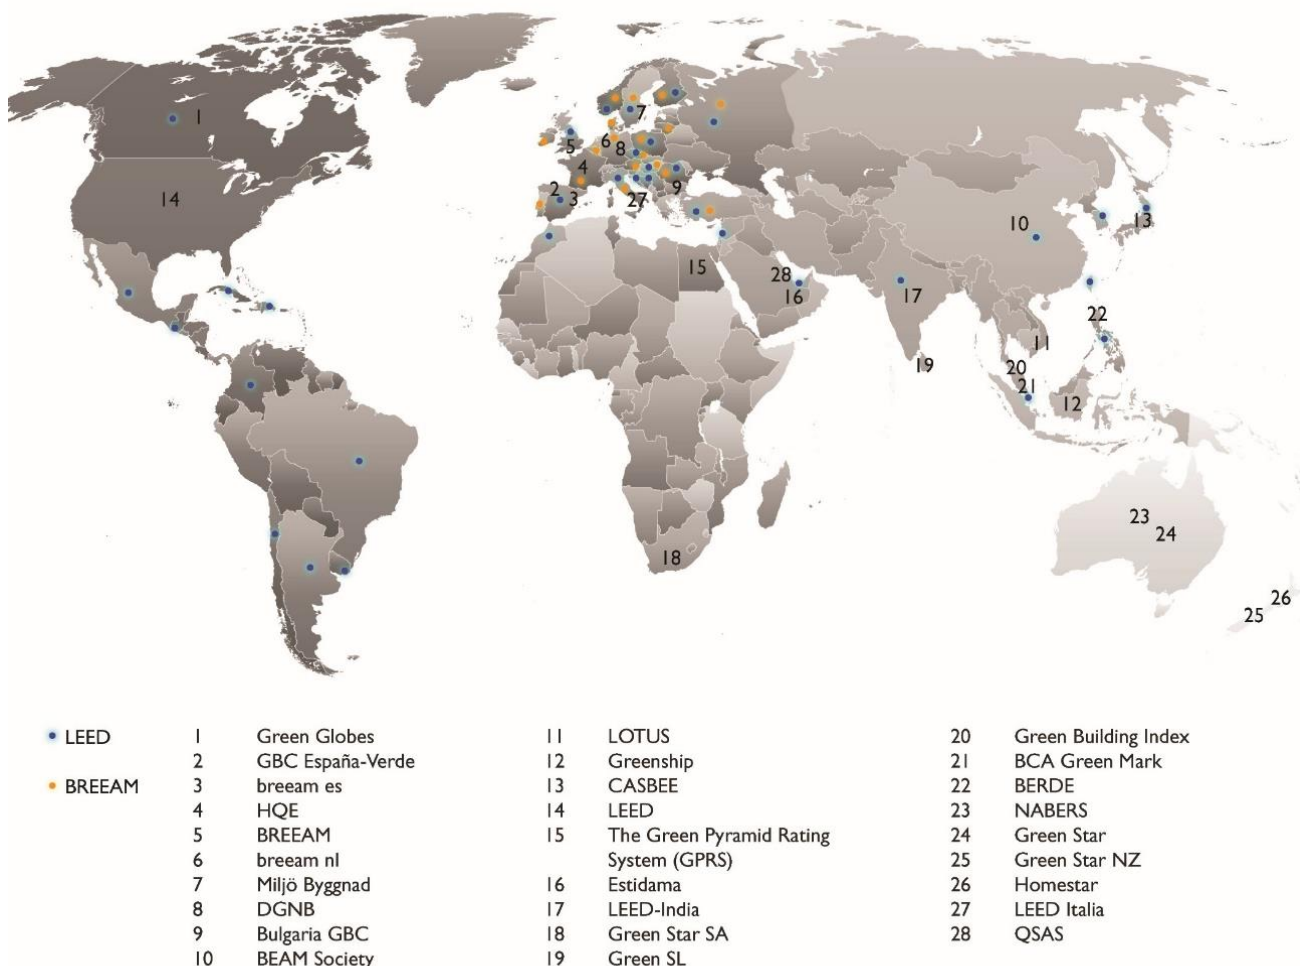 1
14
7
6
5
8
4
2
3
27
9
15
28
16
10
13
17
22
11
19
20
21
12
18
23
24
26
25
LEED
BREEAM
1 Green Globes
2 GBC España-Verde
3 breeam es
4 HQE
5 BREEAM
6 breeam nl
7 Miljö Byggnad
8 DGNB
9 Bulgaria GBC
10 BEAM Society
11 LOTUS
12 Greenship
13 CASBEE
14 LEED
15 The Green Pyramid Rating
System (GPRS)
16 Estidama
17 LEED-India
18 Green Star SA
19 Green SL
20 Green Building Index
21 BCA Green Mark
22 BERDE
23 NABERS
24 Green Star
25 Green Star NZ
26 Homestar
27 LEED Italia
28 QSAS